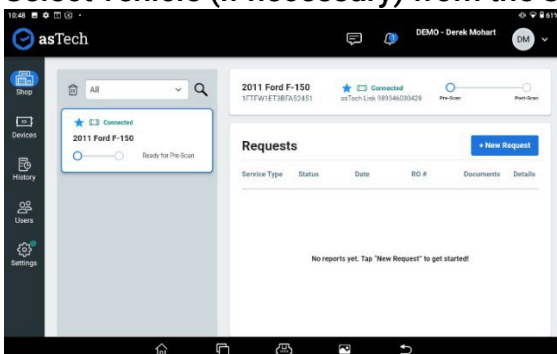 Select Vehicle (if necessary) from the S
10:48
61%
asTech
DEMO - Derek Mohart
DM
Shop
Devices
History
Users
Settings
All
Connected
2011 Ford F-150
Ready for Pre-Scan
2011 Ford F-150
Connected
1FTFW1ET3BFA52451
asTech Link 989346030428
Pre-Scan
Post-Scan
Requests
+ New Request
Service Type Status Date RO # Documents Details
No reports yet. Tap "New Request" to get started!